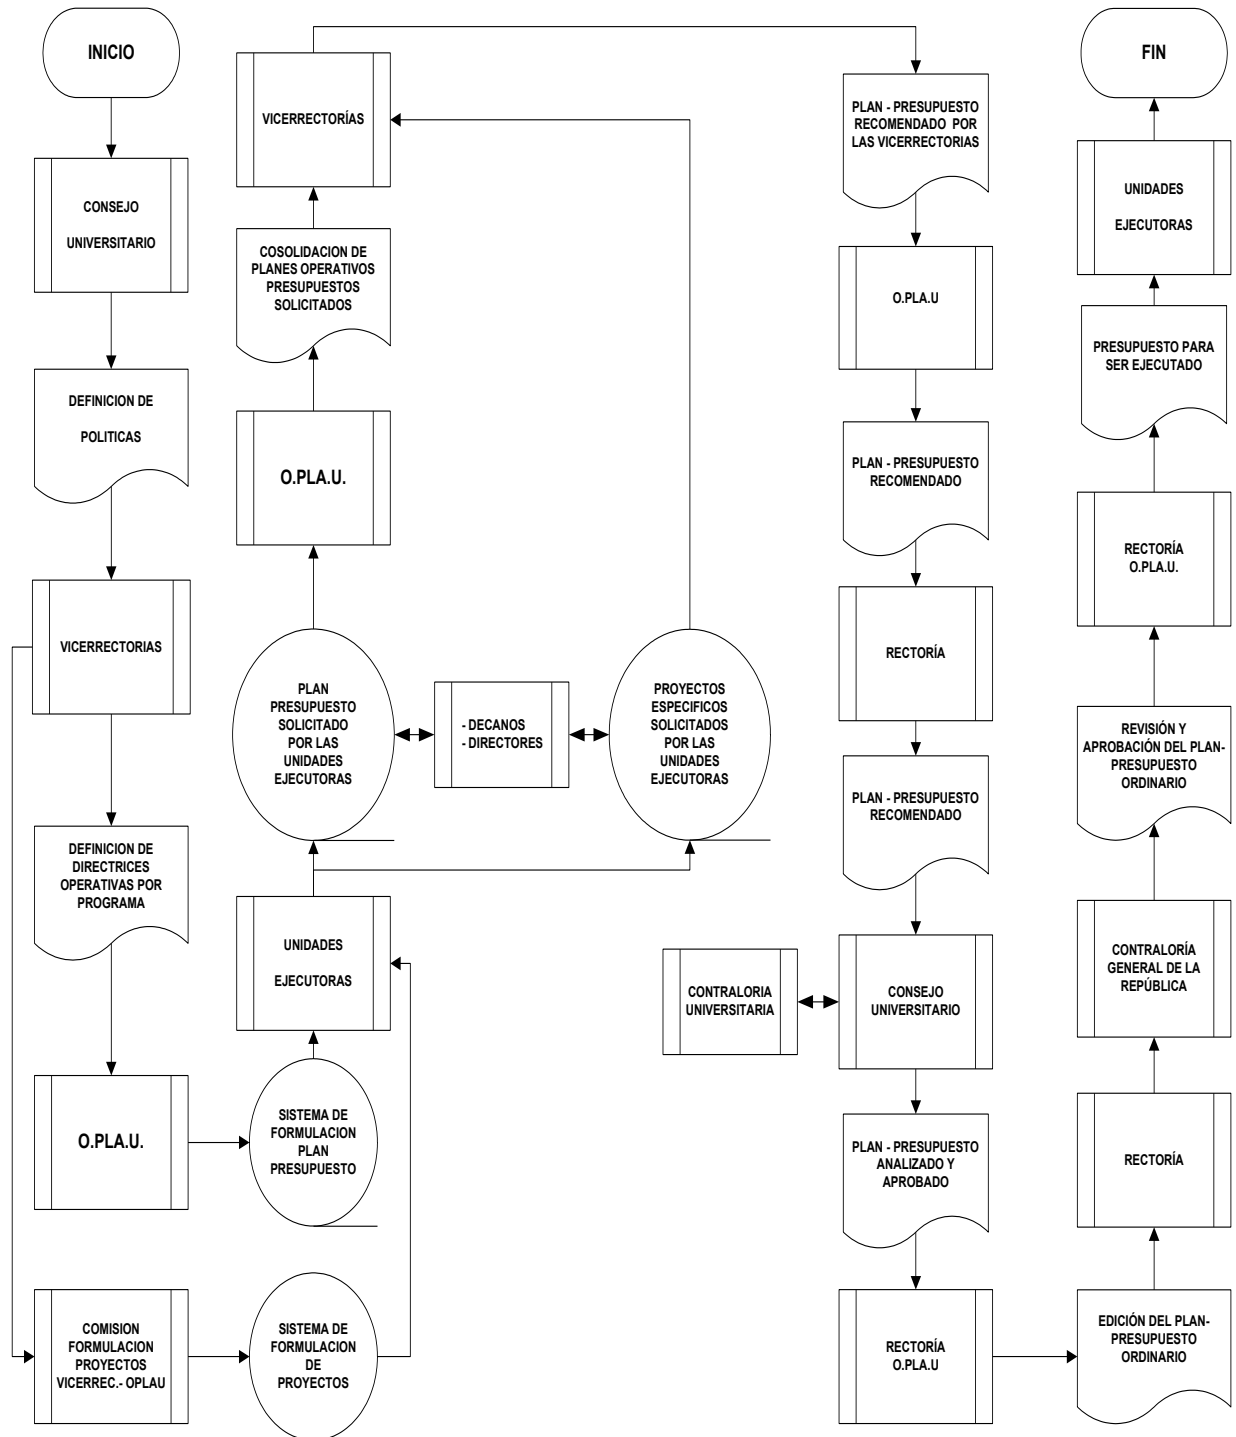 INICIO
CONSEJO
UNIVERSITARIO
DEFINICION DE
POLITICAS
VICERRECTORIAS
DEFINICION DE
DIRECTRICES
OPERATIVAS POR
PROGRAMA
O.PLA.U.
COMISION
FORMULACION
PROYECTOS
VICERREC.- OPLAU
SISTEMA DE
FORMULACION
DE
PROYECTOS
SISTEMA DE
FORMULACION
PLAN
PRESUPUESTO
UNIDADES
EJECUTORAS
PLAN
PRESUPUESTO
SOLICITADO
POR LAS
UNIDADES
EJECUTORAS
- DECANOS
- DIRECTORES
PROYECTOS
ESPECIFICOS
SOLICITADOS
POR LAS
UNIDADES
EJECUTORAS
O.PLA.U.
COSOLIDACION DE
PLANES OPERATIVOS
PRESUPUESTOS
SOLICITADOS
VICERRECTORÍAS
PLAN - PRESUPUESTO
RECOMENDADO POR
LAS VICERRECTORIAS
O.PLA.U
PLAN - PRESUPUESTO
RECOMENDADO
RECTORÍA
PLAN - PRESUPUESTO
RECOMENDADO
CONTRALORIA
UNIVERSITARIA
CONSEJO
UNIVERSITARIO
PLAN - PRESUPUESTO
ANALIZADO Y
APROBADO
RECTORÍA
O.PLA.U
EDICIÓN DEL PLAN-
PRESUPUESTO
ORDINARIO
RECTORÍA
CONTRALORÍA
GENERAL DE LA
REPÚBLICA
REVISIÓN Y
APROBACIÓN DEL PLAN-
PRESUPUESTO
ORDINARIO
RECTORÍA
O.PLA.U.
PRESUPUESTO PARA
SER EJECUTADO
UNIDADES
EJECUTORAS
FIN